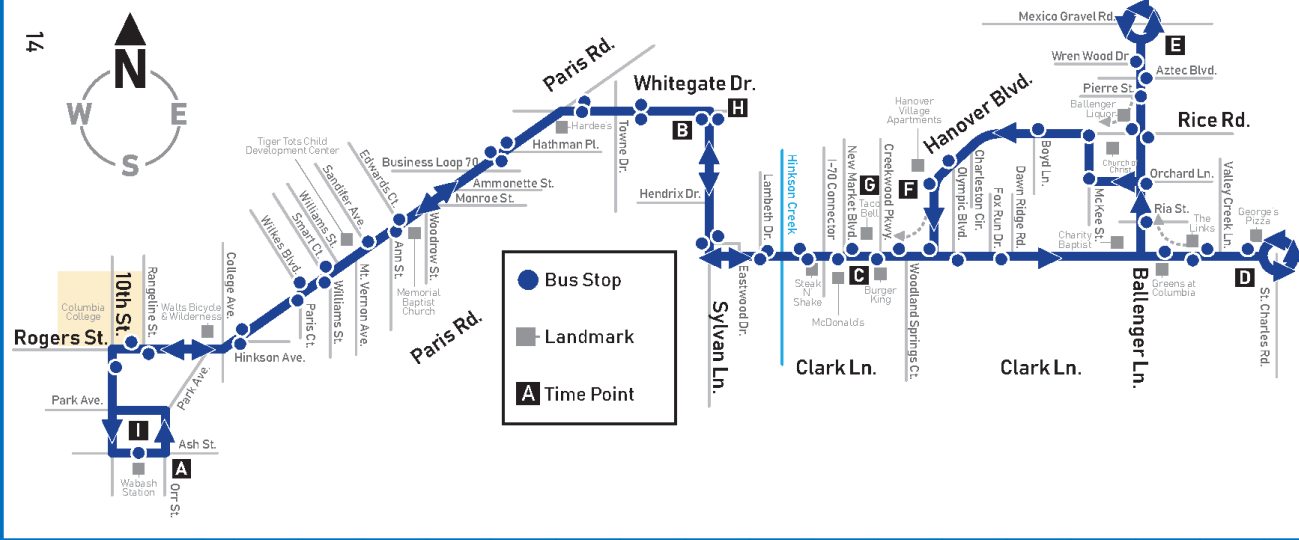 14
N
W
E
S
Mexico Gravel Rd.
E
Wren Wood Dr
Aztec Blvd.
Pierre St.
Ballenger
Liquor
Rice Rd.
Church of
Christ
Orchard Ln.
Ria St.
McKee St.
Charity
Baptist
The
Links
Valley Creek Ln.
George's
Pizza
D
St. Charles Rd.
Greens at
Columbia
Ballenger Ln.
Paris Rd.
Whitegate Dr.
H
B
Hardee's
Hathman Pl.
Towne Dr.
Business Loop 70
Ammonette St.
Monroe St.
Hendrix Dr.
Hanover
Village
Apartments
Hanover Blvd.
Boyd Ln.
Charleston Cir.
Olympic Blvd.
Fox Run Dr.
Dawn Ridge Rd.
F
G
Taco
Bell
Creekwood Pkwy.
New Market Blvd.
I-70 Connector
Hinkson Creek
Lambeth Dr.
Eastwood Dr.
Sylvan Ln.
Steak
N
Shake
McDonald's
C
Burger
King
Woodland Springs Ct.
Clark Ln.
Clark Ln.
Tiger Tots Child
Development Center
Edwards Ct.
Sandifer Ave.
Williams St.
Smart Ct.
Wilkes Blvd.
Woodrow St.
Ann St.
Mt. Vernon Ave.
Williams St.
Paris Ct.
Memorial
Baptist
Church
Paris Rd.
College Ave.
Hinkson Ave.
Walts Bicycle
& Wilderness
Rangeline St.
10th St.
Columbia
College
Rogers St.
Park Ave.
Park Ave.
I
Ash St.
A
Wabash
Station
Orr St.
Bus Stop
Landmark
A Time Point